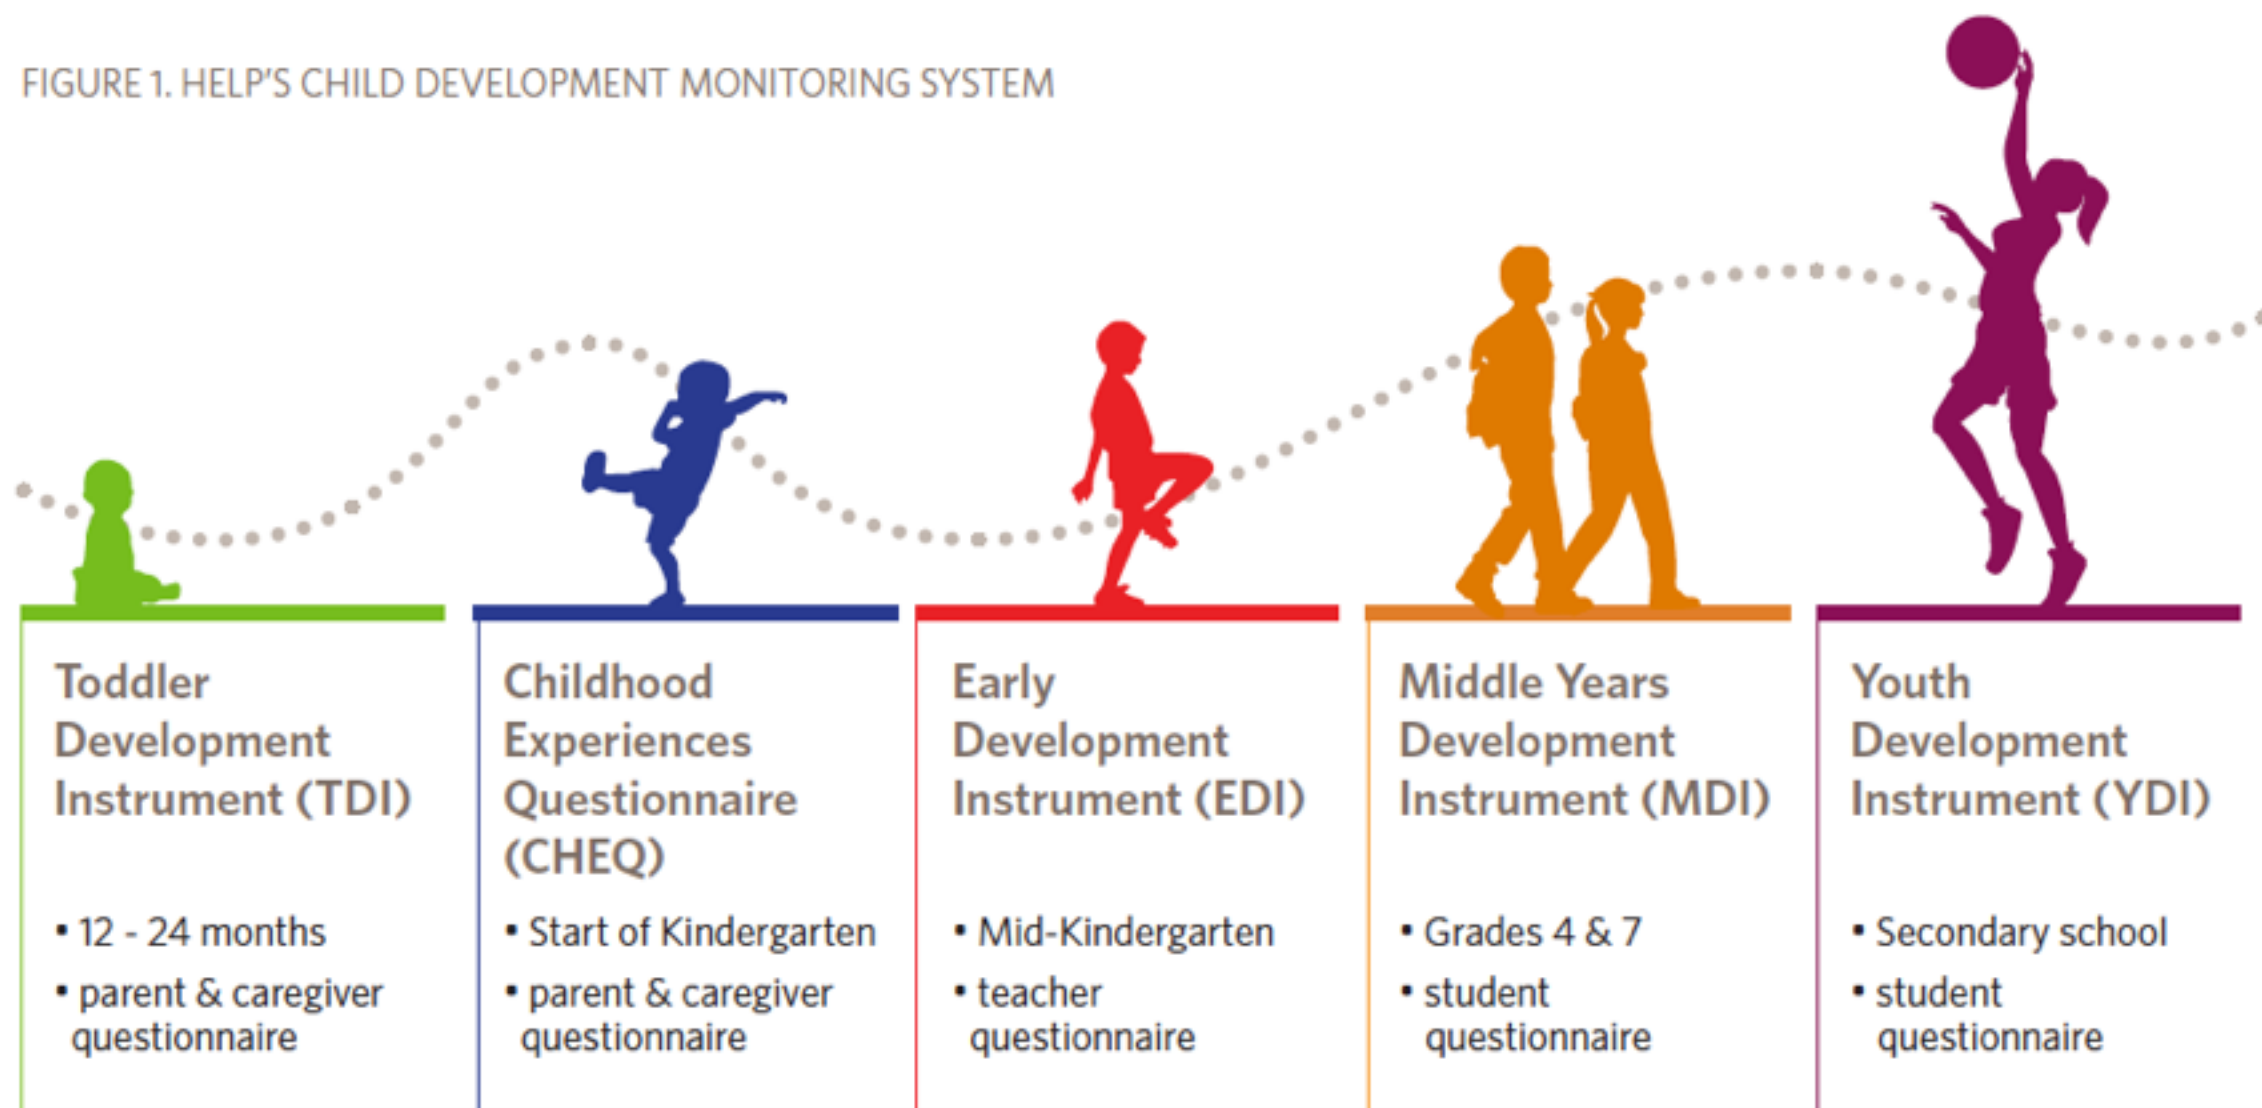 FIGURE 1. HELP'S CHILD DEVELOPMENT MONITORING SYSTEM
Toddler
Development
Instrument (TDI)
• 12 - 24 months
• parent & caregiver
questionnaire
Childhood
Experiences
Questionnaire
(CHEQ)
• Start of Kindergarten
• parent & caregiver
questionnaire
Early
Development
Instrument (EDI)
• Mid-Kindergarten
• teacher
questionnaire
Middle Years
Development
Instrument (MDI)
• Grades 4 & 7
• student
questionnaire
Youth
Development
Instrument (YDI)
• Secondary school
• student
questionnaire